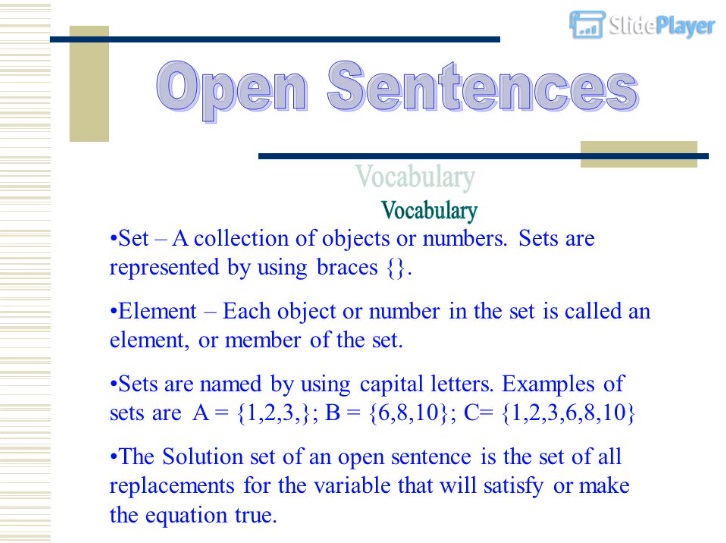 SlidePlayer
Open Sentences
Vocabulary
Vocabulary
•Set – A collection of objects or numbers. Sets are
represented by using braces {}.
•Element – Each object or number in the set is called an
element, or member of the set.
•Sets are named by using capital letters. Examples of
sets are A = {1,2,3,}; B = {6,8,10}; C= {1,2,3,6,8,10}
•The Solution set of an open sentence is the set of all
replacements for the variable that will satisfy or make
the equation true.